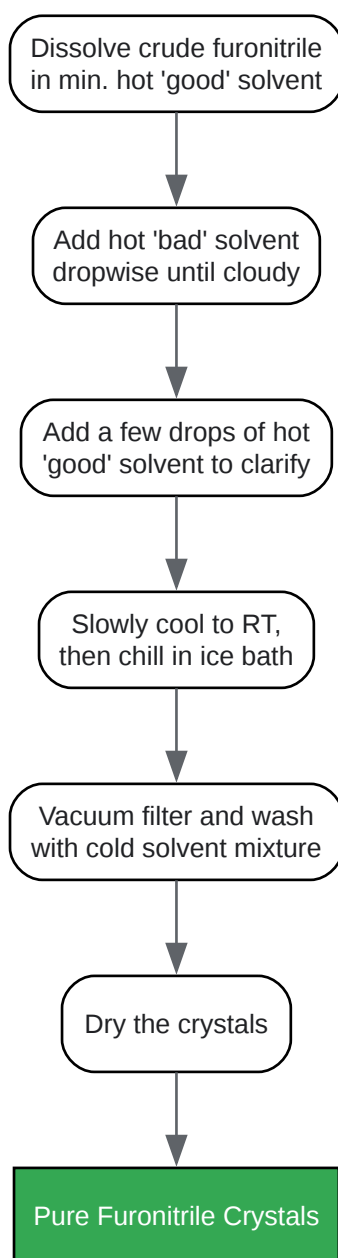 Dissolve crude furonitrile
in min. hot 'good' solvent
Add hot 'bad' solvent
dropwise until cloudy
Add a few drops of hot
'good' solvent to clarify
Slowly cool to RT,
then chill in ice bath
Vacuum filter and wash
with cold solvent mixture
Dry the crystals
Pure Furonitrile Crystals